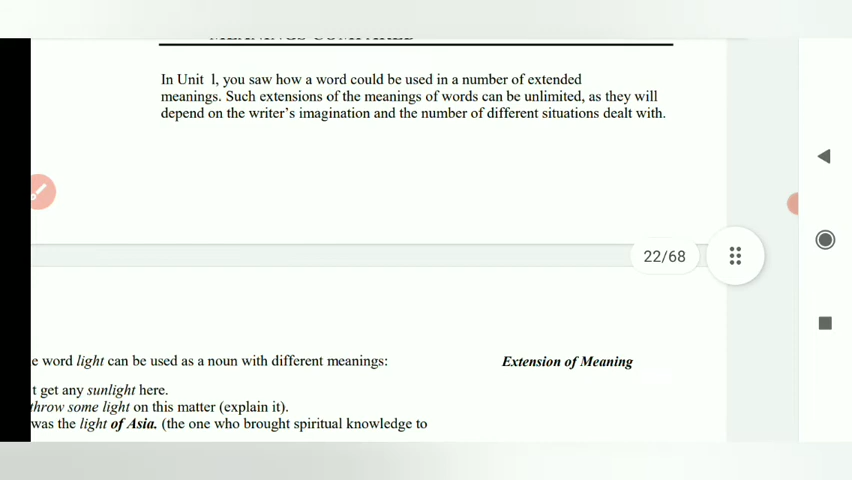 MEANINGS COMPARED
In Unit 1, you saw how a word could be used in a number of extended
meanings. Such extensions of the meanings of words can be unlimited, as they will
depend on the writer's imagination and the number of different situations dealt with.
22/68
e word light can be used as a noun with different meanings:
Extension of Meaning
t get any sunlight here.
throw some light on this matter (explain it).
was the light of Asia. (the one who brought spiritual knowledge to